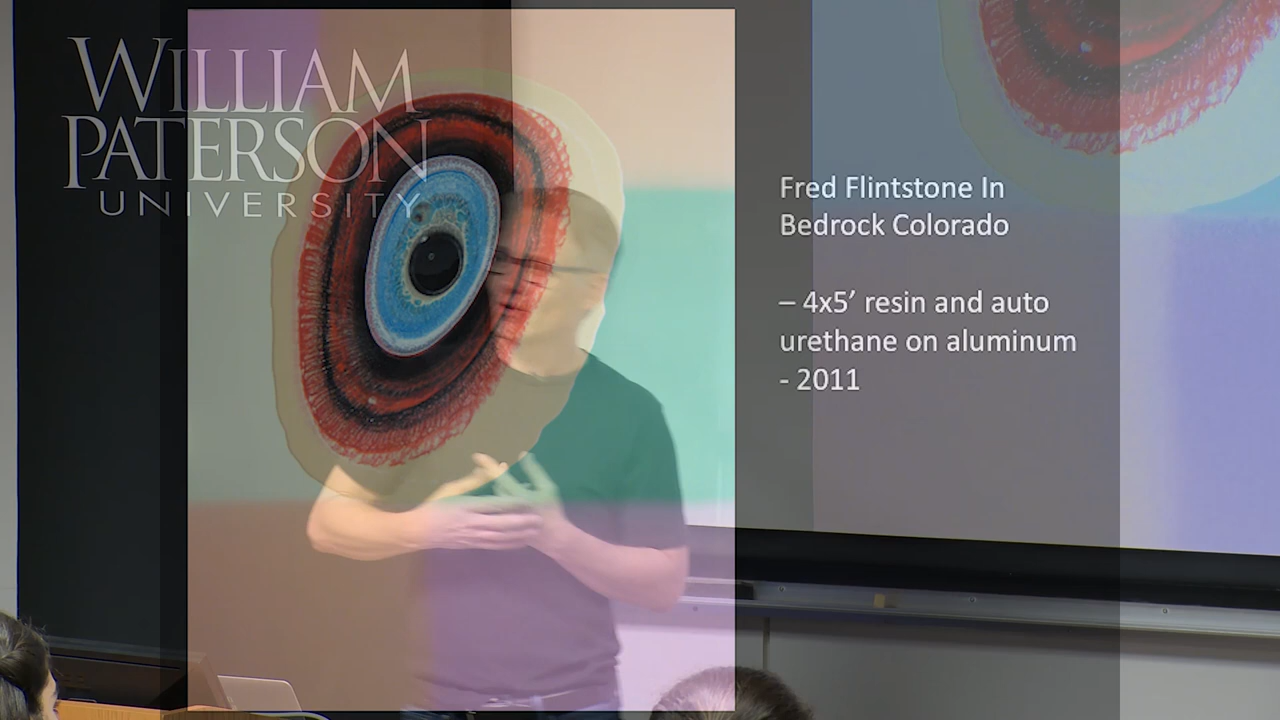 WILLIAM
PATERSON
UNIVERSITY
Fred Flintstone In
Bedrock Colorado
– 4x5’ resin and auto
urethane on aluminum
- 2011